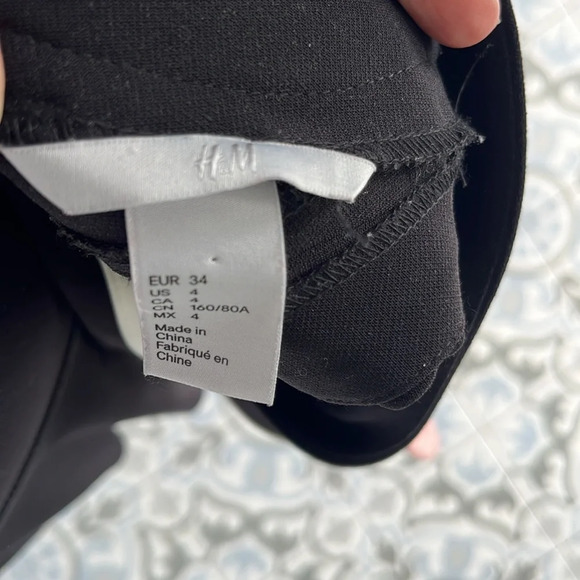 H&M
EUR 34
US 4
CA 4
CN 160/80A
MX 4
Made in
China
Fabriqué en
Chine